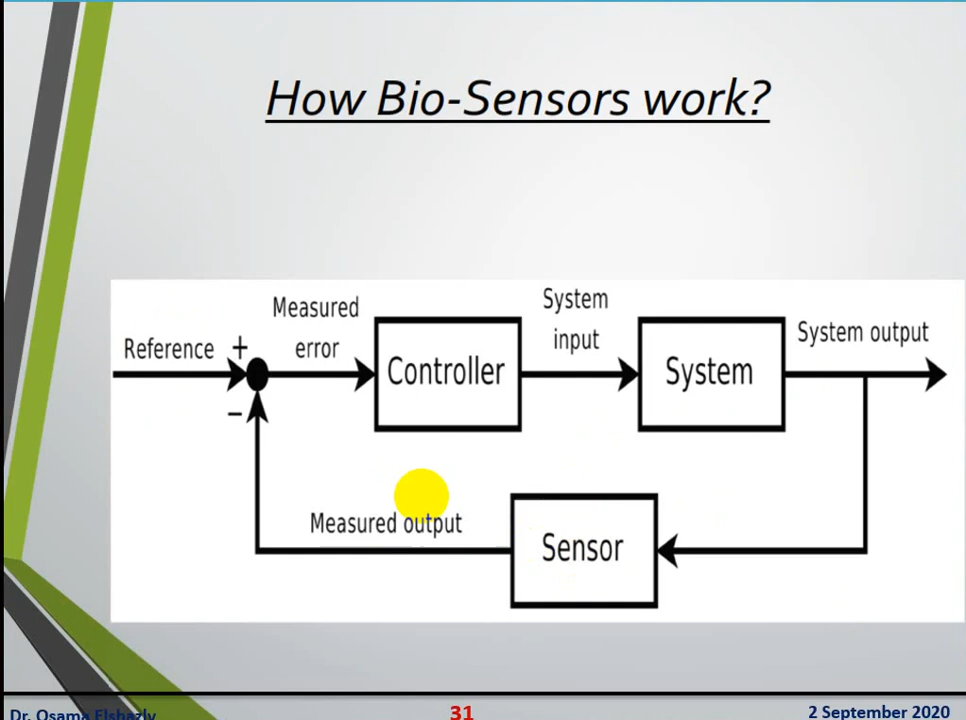 How Bio-Sensors work?
Measured
error
System
input
Reference
+
Controller
System
System output
−
Measured output
Sensor
Dr. Osama Elshazly
31
2 September 2020